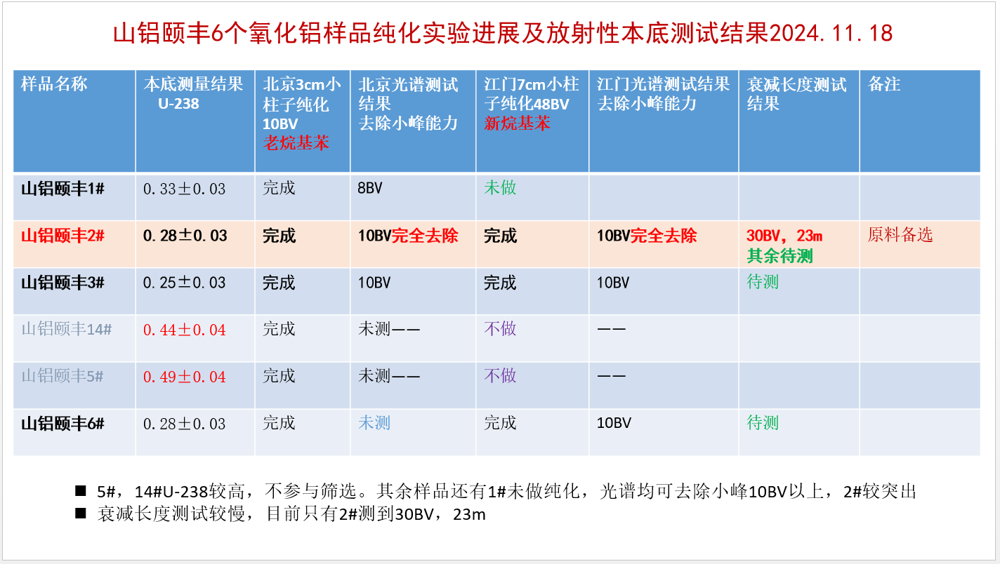 山铝颐丰6个氧化铝样品纯化实验进展及放射性本底测试结果2024.11.18
样品名称
本底测量结果
U-238
北京3cm小
柱子纯化
10BV
老烷基苯
北京光谱测试
结果
去除小峰能力
江门7cm小柱
子纯化48BV
新烷基苯
江门光谱测试结果
去除小峰能力
衰减长度测试
结果
备注
山铝颐丰1#
0.33±0.03
完成
8BV
未做
山铝颐丰2#
0.28±0.03
完成
10BV完全去除
完成
10BV完全去除
30BV，23m
其余待测
原料备选
山铝颐丰3#
0.25±0.03
完成
10BV
完成
10BV
待测
山铝颐丰14#
0.44±0.04
完成
未测——
不做
——
山铝颐丰5#
0.49±0.04
完成
未测——
不做
——
山铝颐丰6#
0.28±0.03
完成
未测
完成
10BV
待测
■ 5#，14#U-238较高，不参与筛选。其余样品还有1#未做纯化，光谱均可去除小峰10BV以上，2#较突出
■ 衰减长度测试较慢，目前只有2#测到30BV，23m